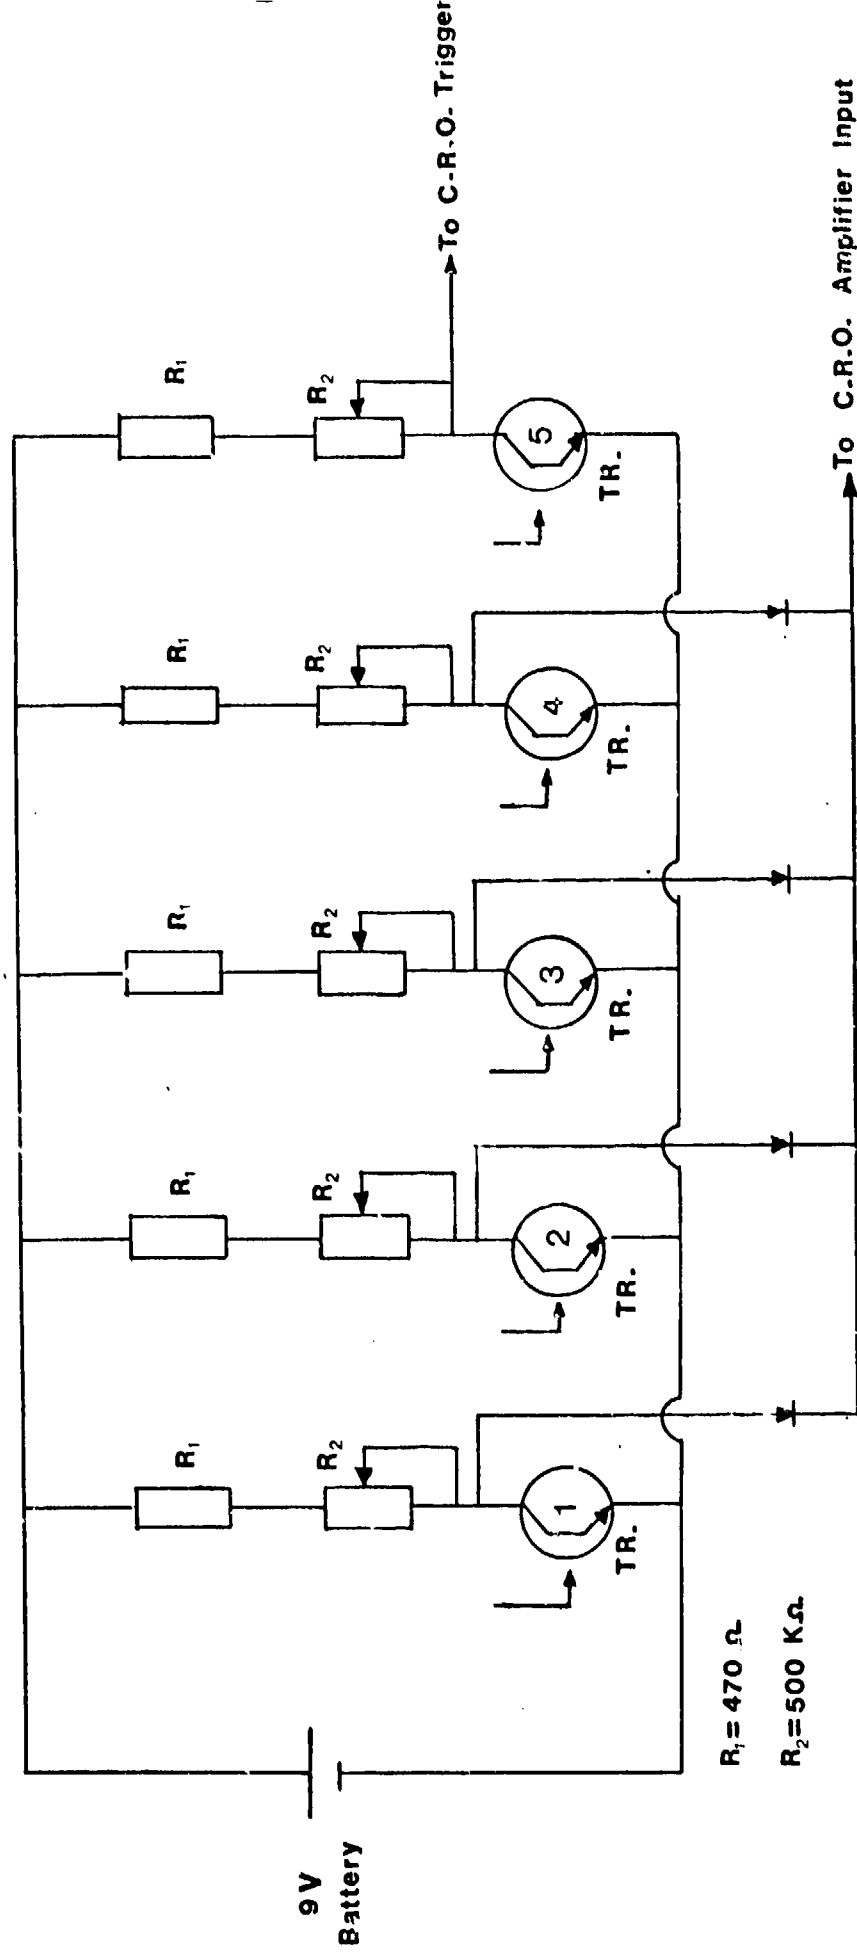 To C.R.O. Trigger
R₁
R₁
R₁
R₁
R₁
R₂
R₂
R₂
R₂
R₂
1
2
3
4
5
TR.
TR.
TR.
TR.
TR.
9V
Battery
R₁=470 Ω
R₂=500 KΩ
To C.R.O. Amplifier Input